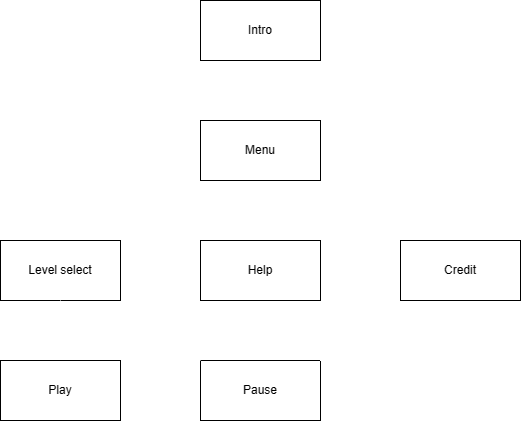 Intro
Menu
Level select
Help
Credit
Play
Pause